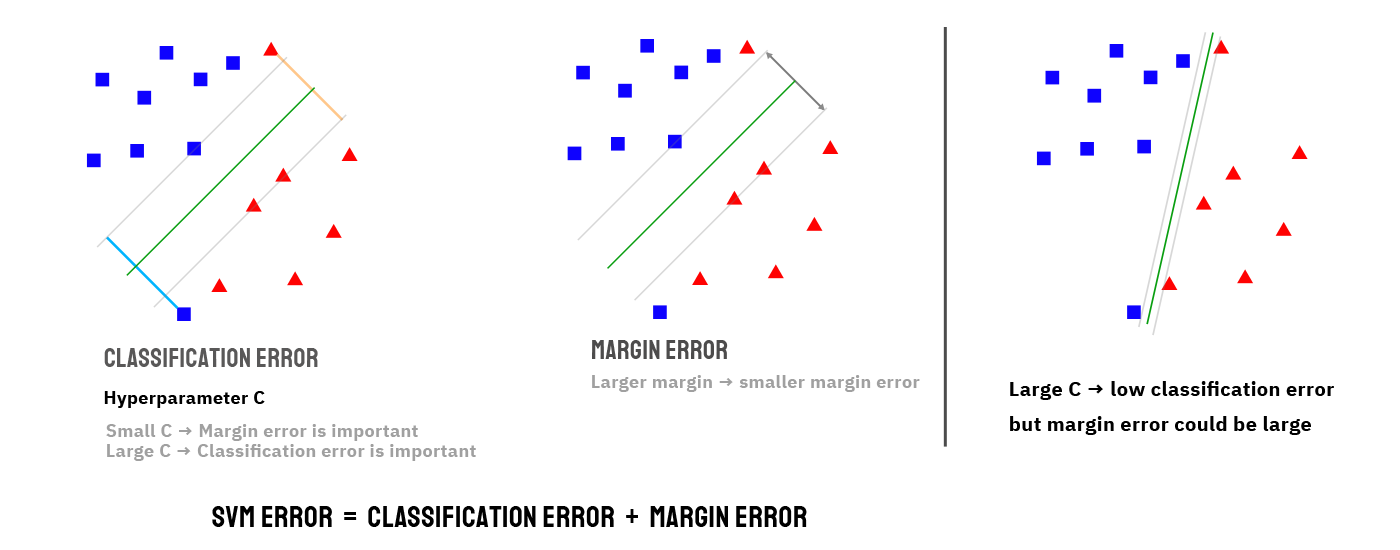 CLASSIFICATION ERROR
Hyperparameter C
Small C → Margin error is important
Large C → Classification error is important
MARGIN ERROR
Larger margin → smaller margin error
Large C → low classification error
but margin error could be large
SVM ERROR = CLASSIFICATION ERROR + MARGIN ERROR